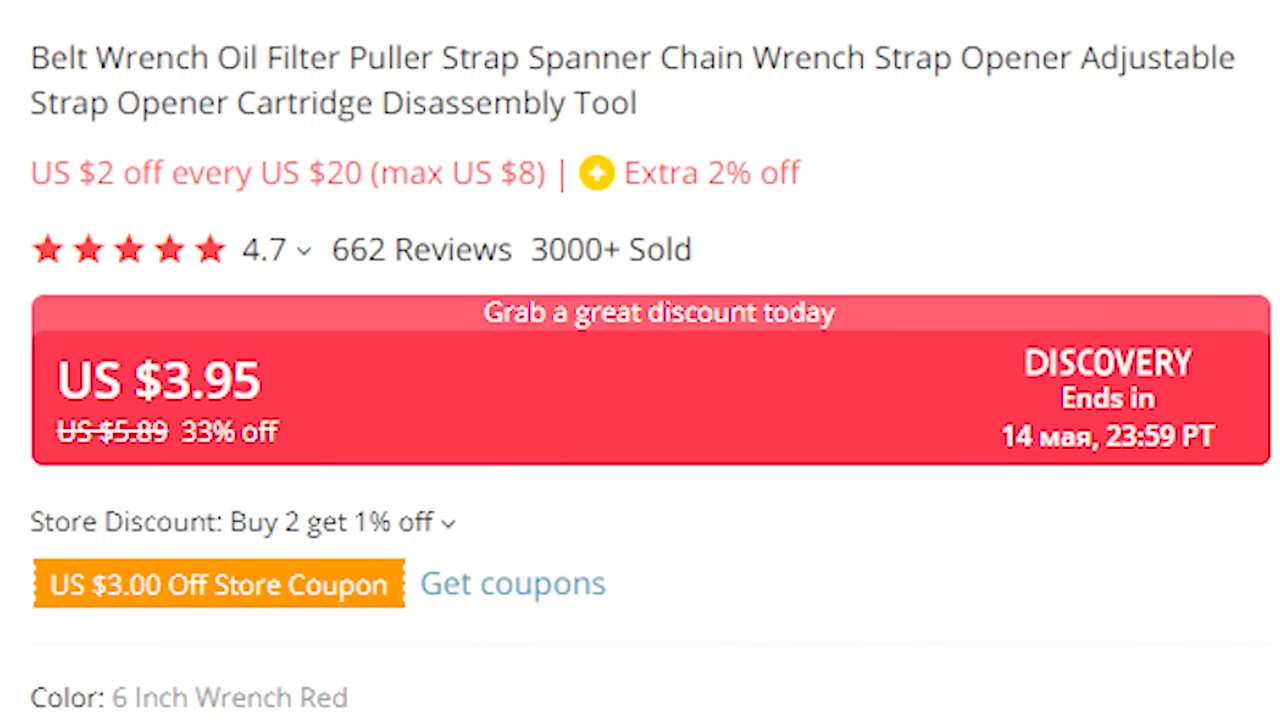 Belt Wrench Oil Filter Puller Strap Spanner Chain Wrench Strap Opener Adjustable
Strap Opener Cartridge Disassembly Tool
US $2 off every US $20 (max US $8) | Extra 2% off
4.7 662 Reviews 3000+ Sold
Grab a great discount today
US $3.95
US $5.89 33% off
DISCOVERY
Ends in
14 мая, 23:59 PT
Store Discount: Buy 2 get 1% off
US $3.00 Off Store Coupon Get coupons
Color: 6 Inch Wrench Red